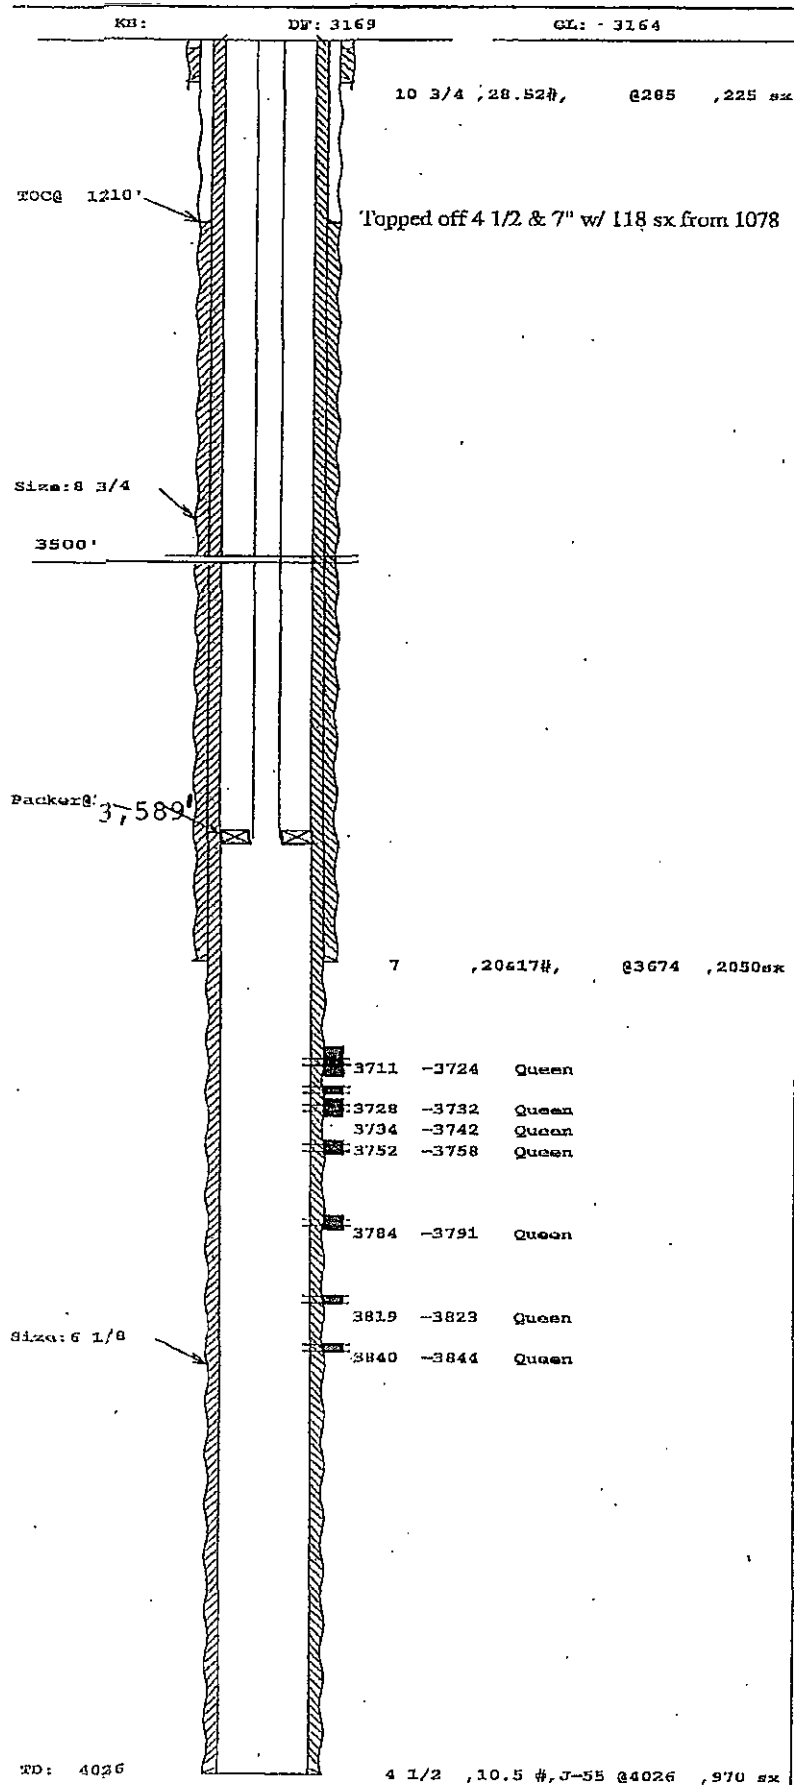 KB: DF: 3169 GL: - 3164
10 3/4 ,28.52#, @285 ,225 sx
TOC@ 1210'
Topped off 4 1/2 & 7" w/ 118 sx from 1078
Size:8 3/4
3500'
Packer@' 3,589'
7 ,20&17#, @3674 ,2050sx
3711 -3724 Queen
3728 -3732 Queen
3734 -3742 Queen
3752 -3758 Queen
3784 -3791 Queen
3819 -3823 Queen
Size:6 1/8
3840 -3844 Queen
TD: 4026
4 1/2 ,10.5 #,J-55 @4026 ,970 sx